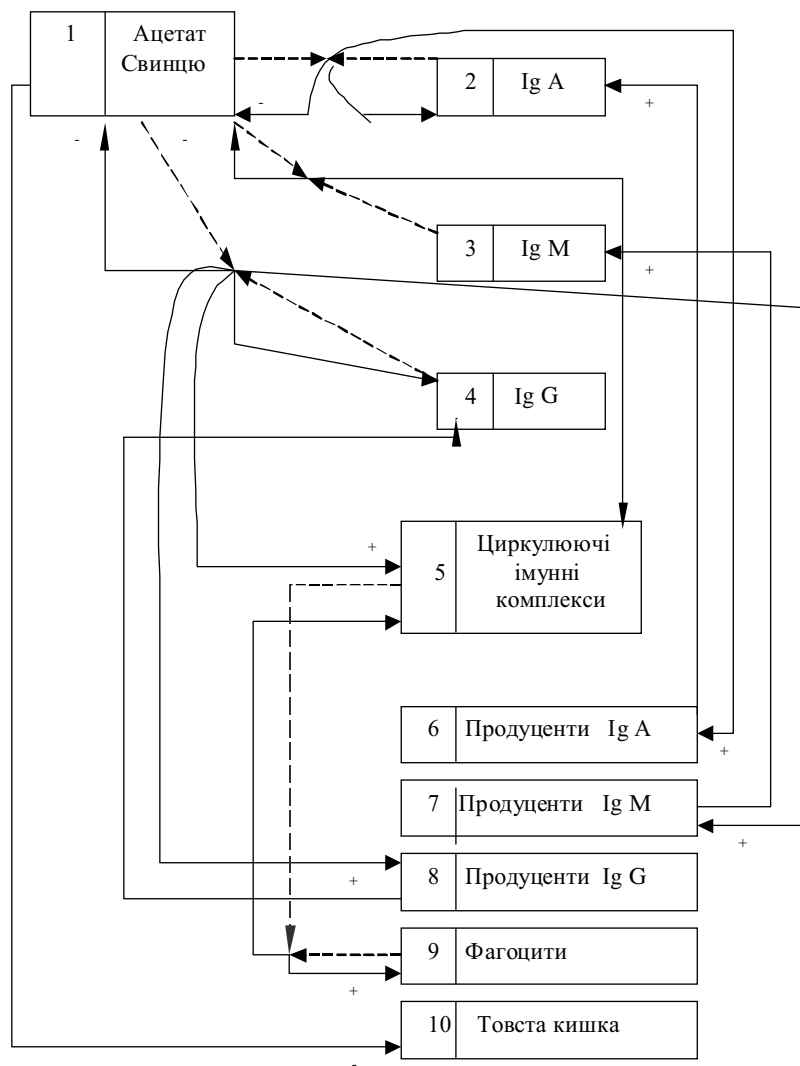 1 Ацетат
Свинцю
2 Ig A
-
+
- -
3 Ig M
+
4 Ig G
-
Циркулюючі
+
5 імунні
комплекси
6 Продуценти Ig A
+
7 Продуценти Ig M
+
8 Продуценти Ig G
+
9 Фагоцити
+
10 Товста кишка
-